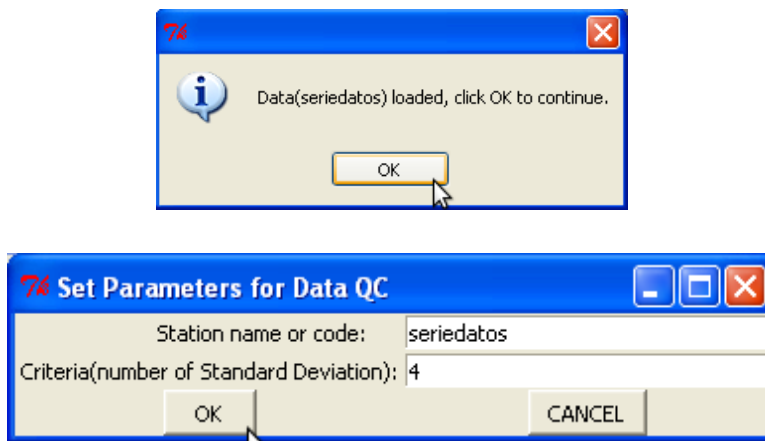 Data(seriedatos) loaded, click OK to continue.
OK
Set Parameters for Data QC
Station name or code: seriedatos
Criteria(number of Standard Deviation): 4
OK CANCEL